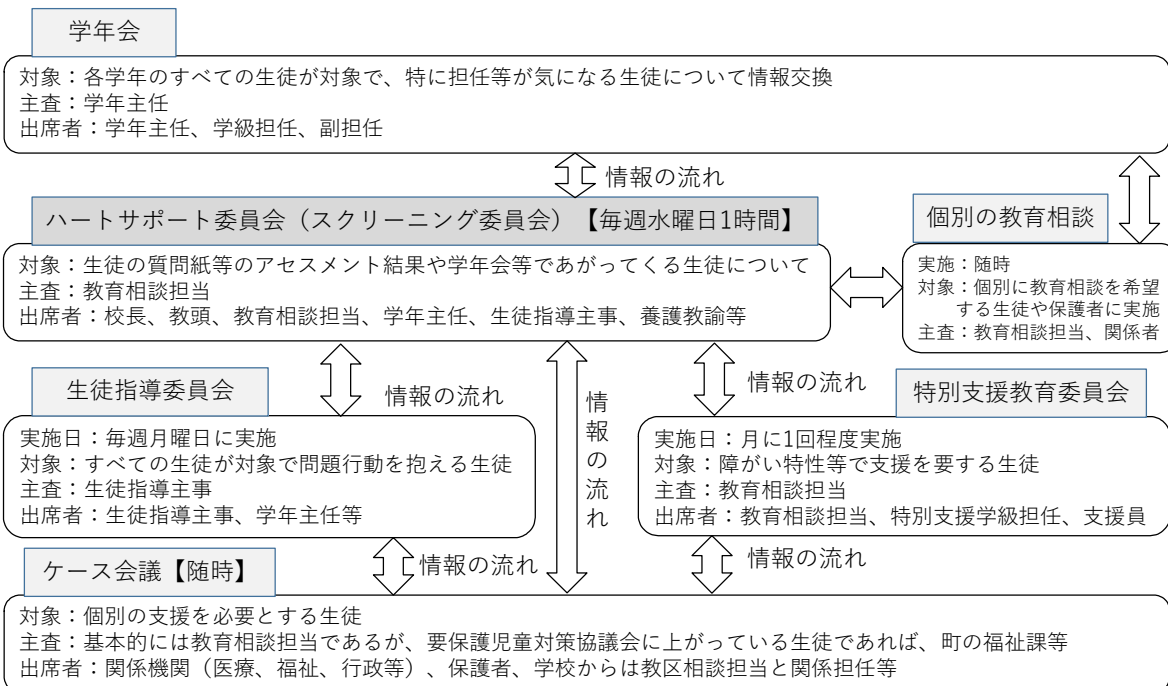 学年会
対象：各学年のすべての生徒が対象で、特に担任等が気になる生徒について情報交換
主査：学年主任
出席者：学年主任、学級担任、副担任
情報の流れ
ハートサポート委員会（スクリーニング委員会）【毎週水曜日1時間】
対象：生徒の質問紙等のアセスメント結果や学年会等であがってくる生徒について
主査：教育相談担当
出席者：校長、教頭、教育相談担当、学年主任、生徒指導主事、養護教諭等
個別の教育相談
実施：随時
対象：個別に教育相談を希望
する生徒や保護者に実施
主査：教育相談担当、関係者
情報の流れ
生徒指導委員会
実施日：毎週月曜日に実施
対象：すべての生徒が対象で問題行動を抱える生徒
主査：生徒指導主事
出席者：生徒指導主事、学年主任等
情報の流れ
情報の流れ
特別支援教育委員会
実施日：月に1回程度実施
対象：障がい特性等で支援を要する生徒
主査：教育相談担当
出席者：教育相談担当、特別支援学級担任、支援員
情報の流れ
情報の流れ
ケース会議【随時】
対象：個別の支援を必要とする生徒
主査：基本的には教育相談担当であるが、要保護児童対策協議会に上がっている生徒であれば、町の福祉課等
出席者：関係機関（医療、福祉、行政等）、保護者、学校からは教区相談担当と関係担任等